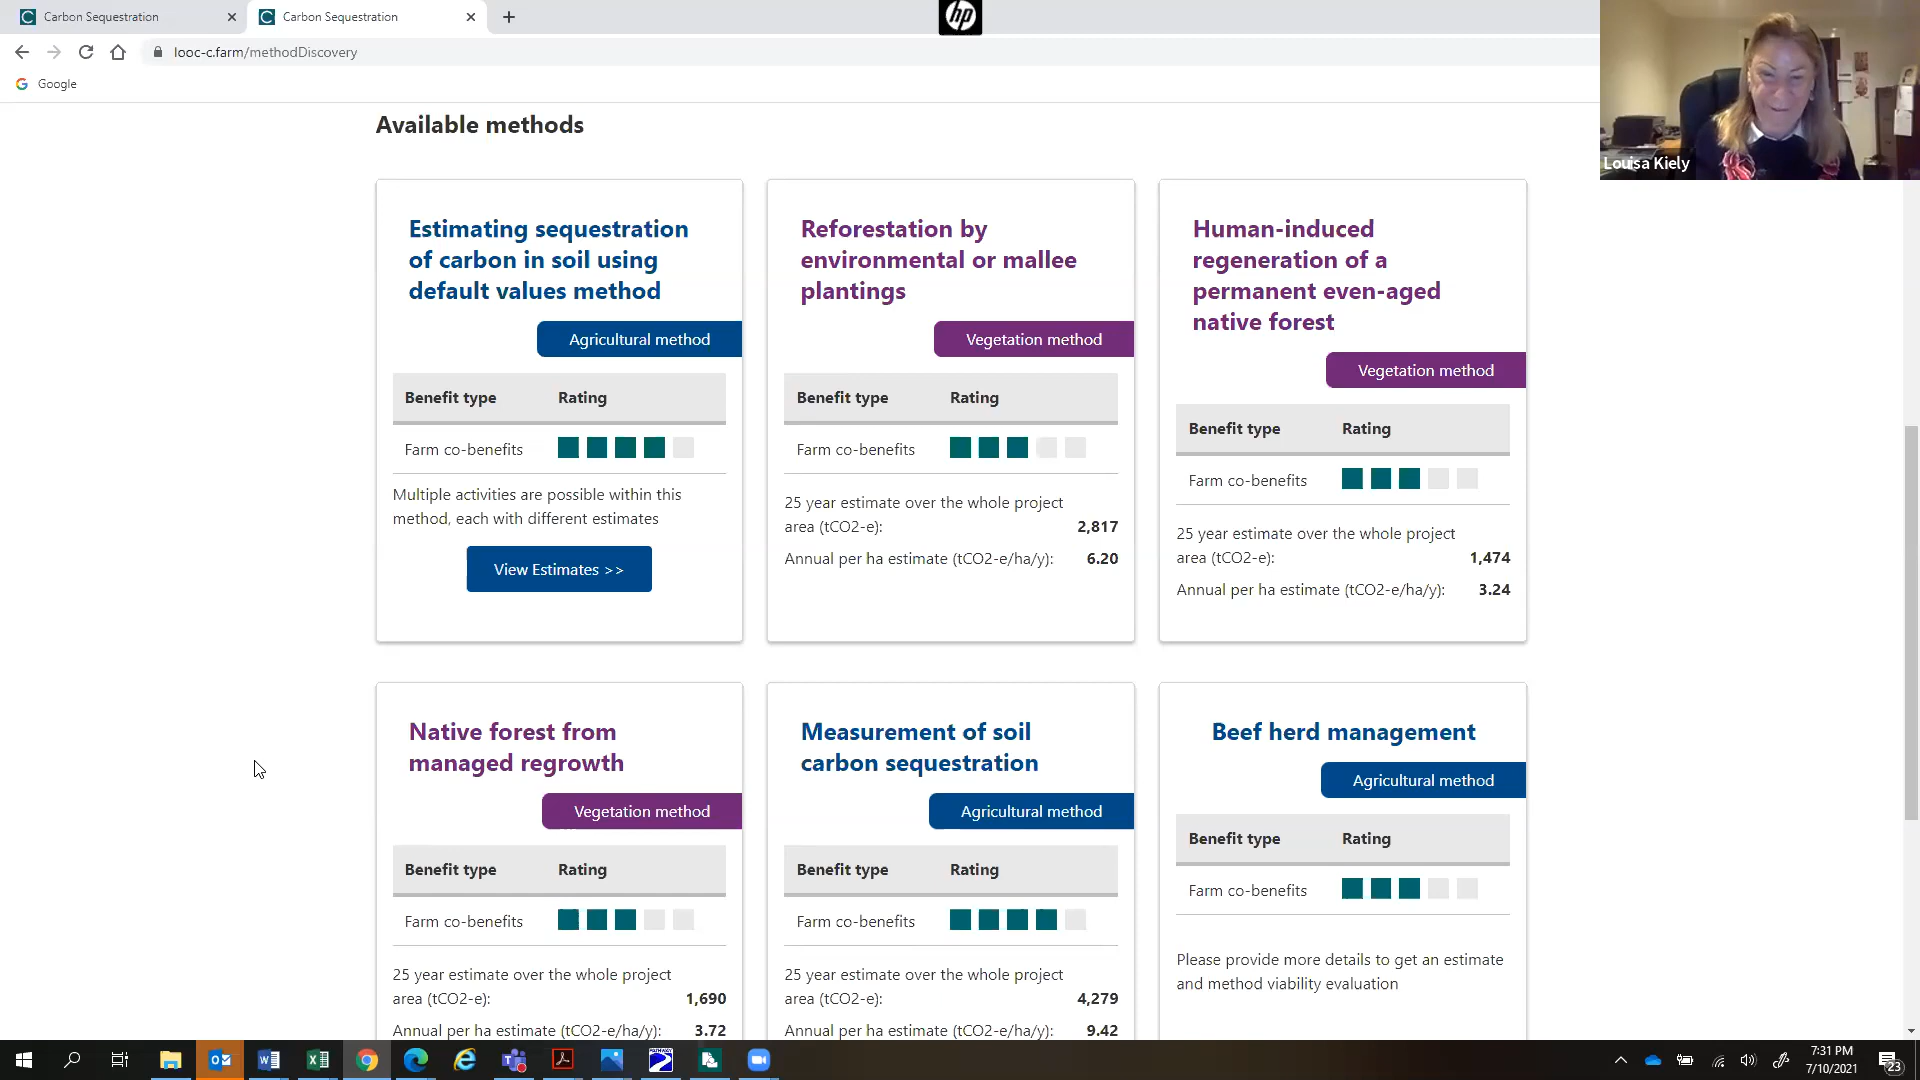 Carbon Sequestration
Carbon Sequestration
hp
looc-c.farm/methodDiscovery
Google
Louisa Kiely
Available methods
Estimating sequestration
of carbon in soil using
default values method
Agricultural method
Benefit type Rating
Farm co-benefits
Multiple activities are possible within this
method, each with different estimates
View Estimates >>
Reforestation by
environmental or mallee
plantings
Vegetation method
Benefit type Rating
Farm co-benefits
25 year estimate over the whole project
area (tCO2-e): 2,817
Annual per ha estimate (tCO2-e/ha/y): 6.20
Human-induced
regeneration of a
permanent even-aged
native forest
Vegetation method
Benefit type Rating
Farm co-benefits
25 year estimate over the whole project
area (tCO2-e): 1,474
Annual per ha estimate (tCO2-e/ha/y): 3.24
Native forest from
managed regrowth
Vegetation method
Benefit type Rating
Farm co-benefits
25 year estimate over the whole project
area (tCO2-e): 1,690
Annual per ha estimate (tCO2-e/ha/y): 3.72
Measurement of soil
carbon sequestration
Agricultural method
Benefit type Rating
Farm co-benefits
25 year estimate over the whole project
area (tCO2-e): 4,279
Annual per ha estimate (tCO2-e/ha/y): 9.42
Beef herd management
Agricultural method
Benefit type Rating
Farm co-benefits
Please provide more details to get an estimate
and method viability evaluation
7:31 PM
7/10/2021
23